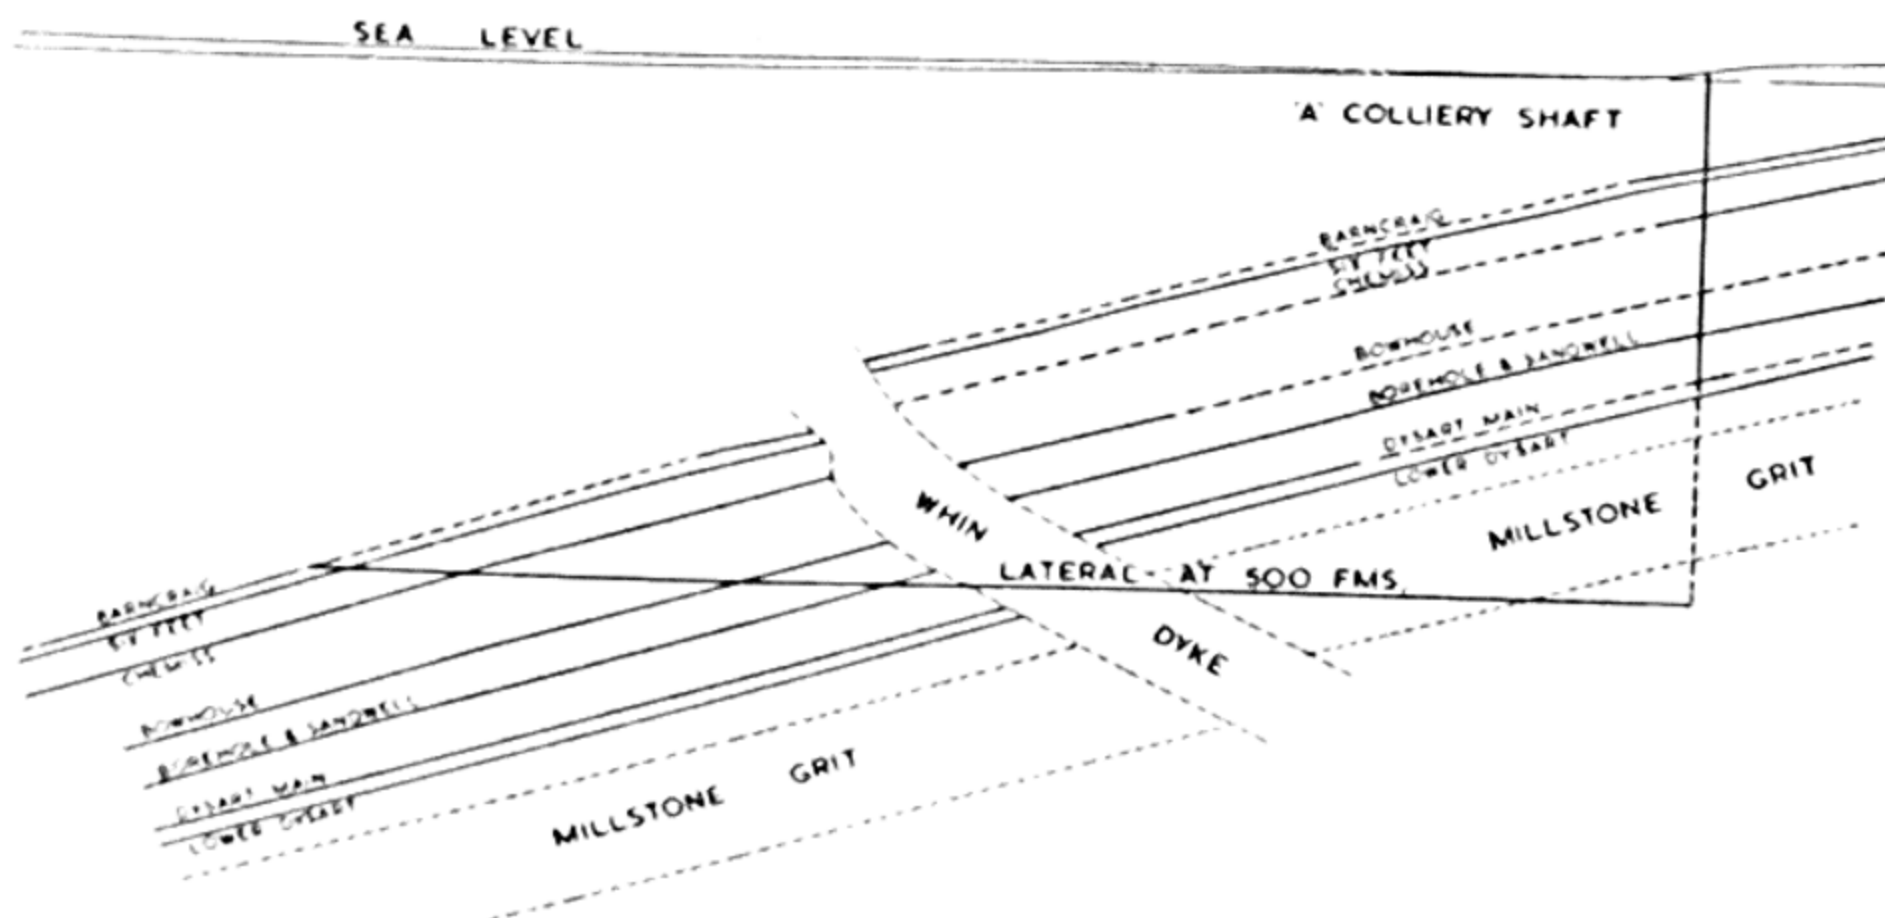 SEA LEVEL
'A' COLLIERY SHAFT
BARNCRAIG
SIX FEET
CHEMISS
BOWHOUSE
BOREHOLE & SANDWELL
DYSART MAIN
LOWER DYSART
MILLSTONE GRIT
WHIN DYKE
LATERAL AT 500 FMS.
BARNCRAIG
SIX FEET
CHEMISS
BOWHOUSE
BOREHOLE & SANDWELL
DYSART MAIN
LOWER DYSART
MILLSTONE GRIT